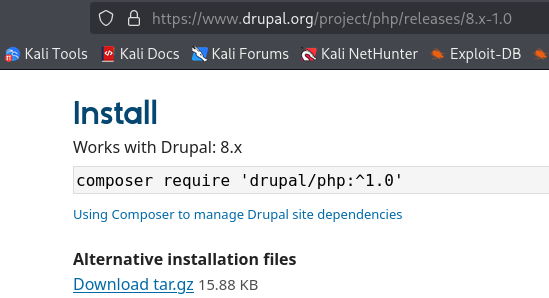 https://www.drupal.org/project/php/releases/8.x-1.0
Kali Tools Kali Docs Kali Forums Kali NetHunter Exploit-DB
Install
Works with Drupal: 8.x
composer require 'drupal/php:^1.0'
Using Composer to manage Drupal site dependencies
Alternative installation files
Download tar.gz 15.88 KB